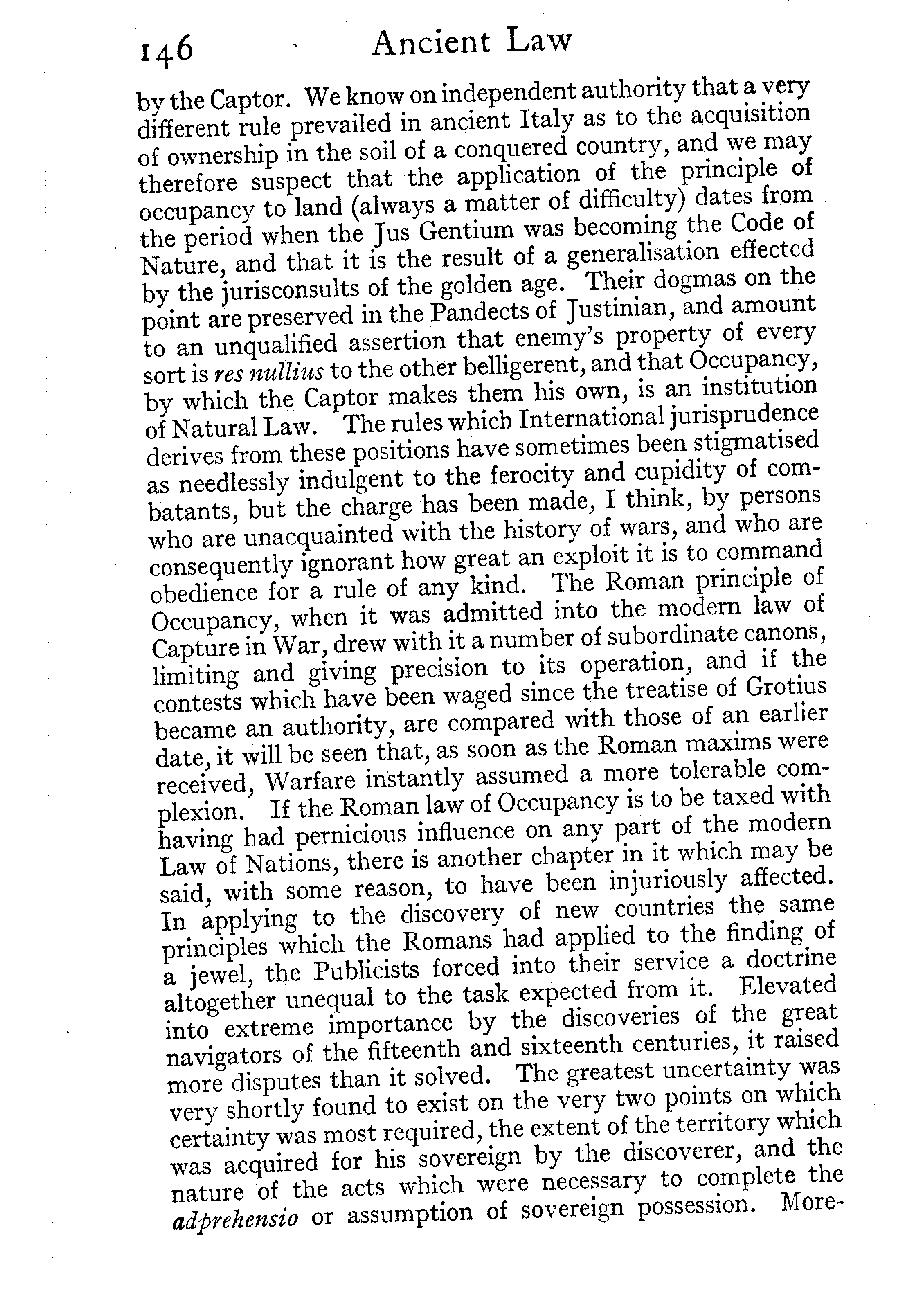 146 Ancient Law
by the Captor. We know on independent authority that a very
different rule prevailed in ancient Italy as to the acquisition
of ownership in the soil of a conquered country, and we may
therefore suspect that the application of the principle of
occupancy to land (always a matter of difficulty) dates from
the period when the Jus Gentium was becoming the Code of
Nature, and that it is the result of a generalisation effected
by the jurisconsults of the golden age. Their dogmas on the
point are preserved in the Pandects of Justinian, and amount
to an unqualified assertion that enemy's property of every
sort is res nullius to the other belligerent, and that Occupancy,
by which the Captor makes them his own, is an institution
of Natural Law. The rules which International jurisprudence
derives from these positions have sometimes been stigmatised
as needlessly indulgent to the ferocity and cupidity of com-
batants, but the charge has been made, I think, by persons
who are unacquainted with the history of wars, and who are
consequently ignorant how great an exploit it is to command
obedience for a rule of any kind. The Roman principle of
Occupancy, when it was admitted into the modern law of
Capture in War, drew with it a number of subordinate canons,
limiting and giving precision to its operation, and if the
contests which have been waged since the treatise of Grotius
became an authority, are compared with those of an earlier
date, it will be seen that, as soon as the Roman maxims were
received, Warfare instantly assumed a more tolerable com-
plexion. If the Roman law of Occupancy is to be taxed with
having had pernicious influence on any part of the modern
Law of Nations, there is another chapter in it which may be
said, with some reason, to have been injuriously affected.
In applying to the discovery of new countries the same
principles which the Romans had applied to the finding of
a jewel, the Publicists forced into their service a doctrine
altogether unequal to the task expected from it. Elevated
into extreme importance by the discoveries of the great
navigators of the fifteenth and sixteenth centuries, it raised
more disputes than it solved. The greatest uncertainty was
very shortly found to exist on the very two points on which
certainty was most required, the extent of the territory which
was acquired for his sovereign by the discoverer, and the
nature of the acts which were necessary to complete the
adprehensio or assumption of sovereign possession. More-